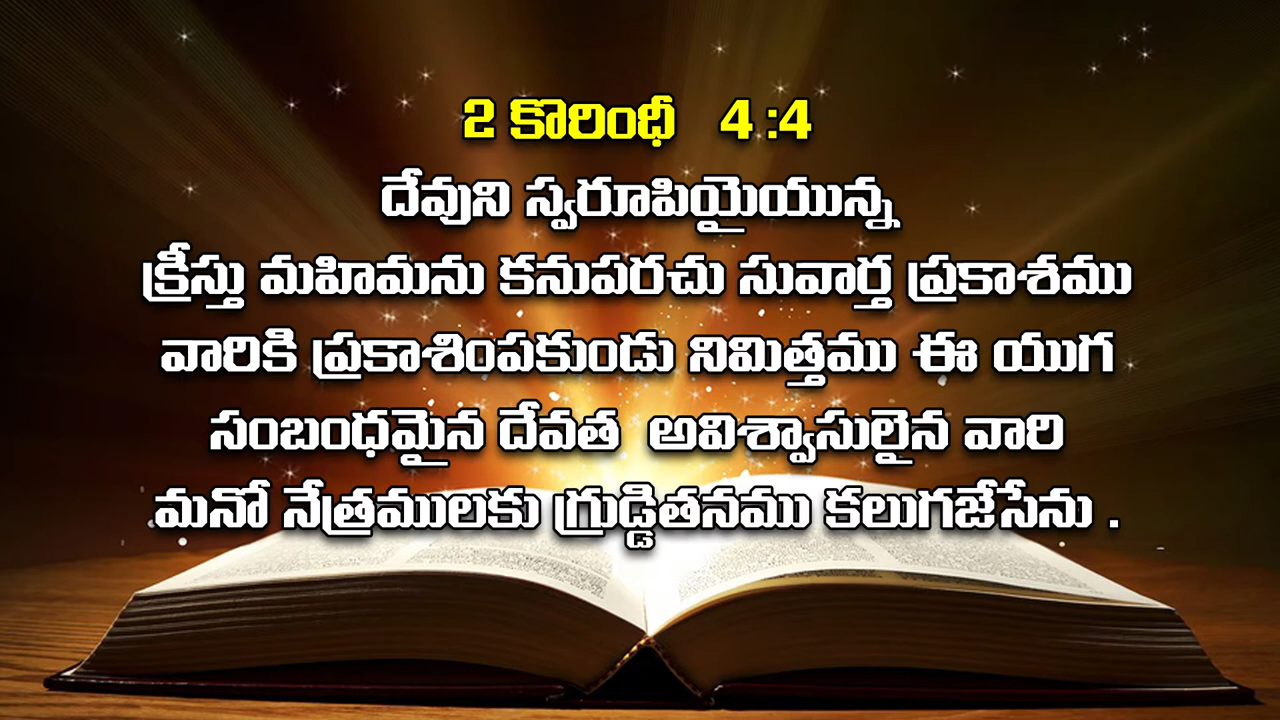 2 కొరింధీ 4 :4
దేవుని స్వరూపియైయున్న
క్రీస్తు మహిమను కనుపరచు సువార్త ప్రకాశము
వారికి ప్రకాశింపకుండు నిమిత్తము ఈ యుగ
సంబంధమైన దేవత అవిశ్వాసులైన వారి
మనో నేత్రములకు గ్రుడ్డితనము కలుగజేసేను .